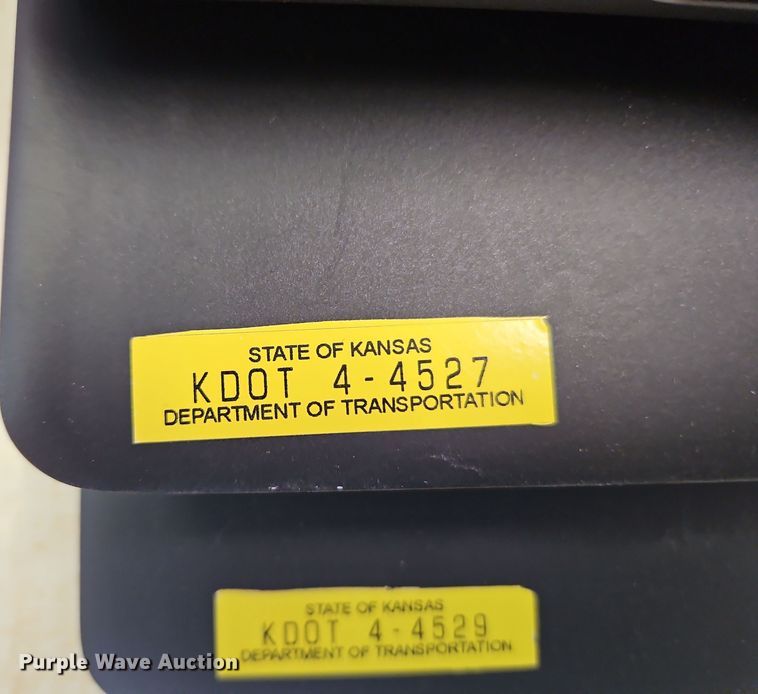 STATE OF KANSAS
KDOT 4-4527
DEPARTMENT OF TRANSPORTATION
STATE OF KANSAS
KDOT 4-4529
DEPARTMENT OF TRANSPORTATION
Purple Wave Auction